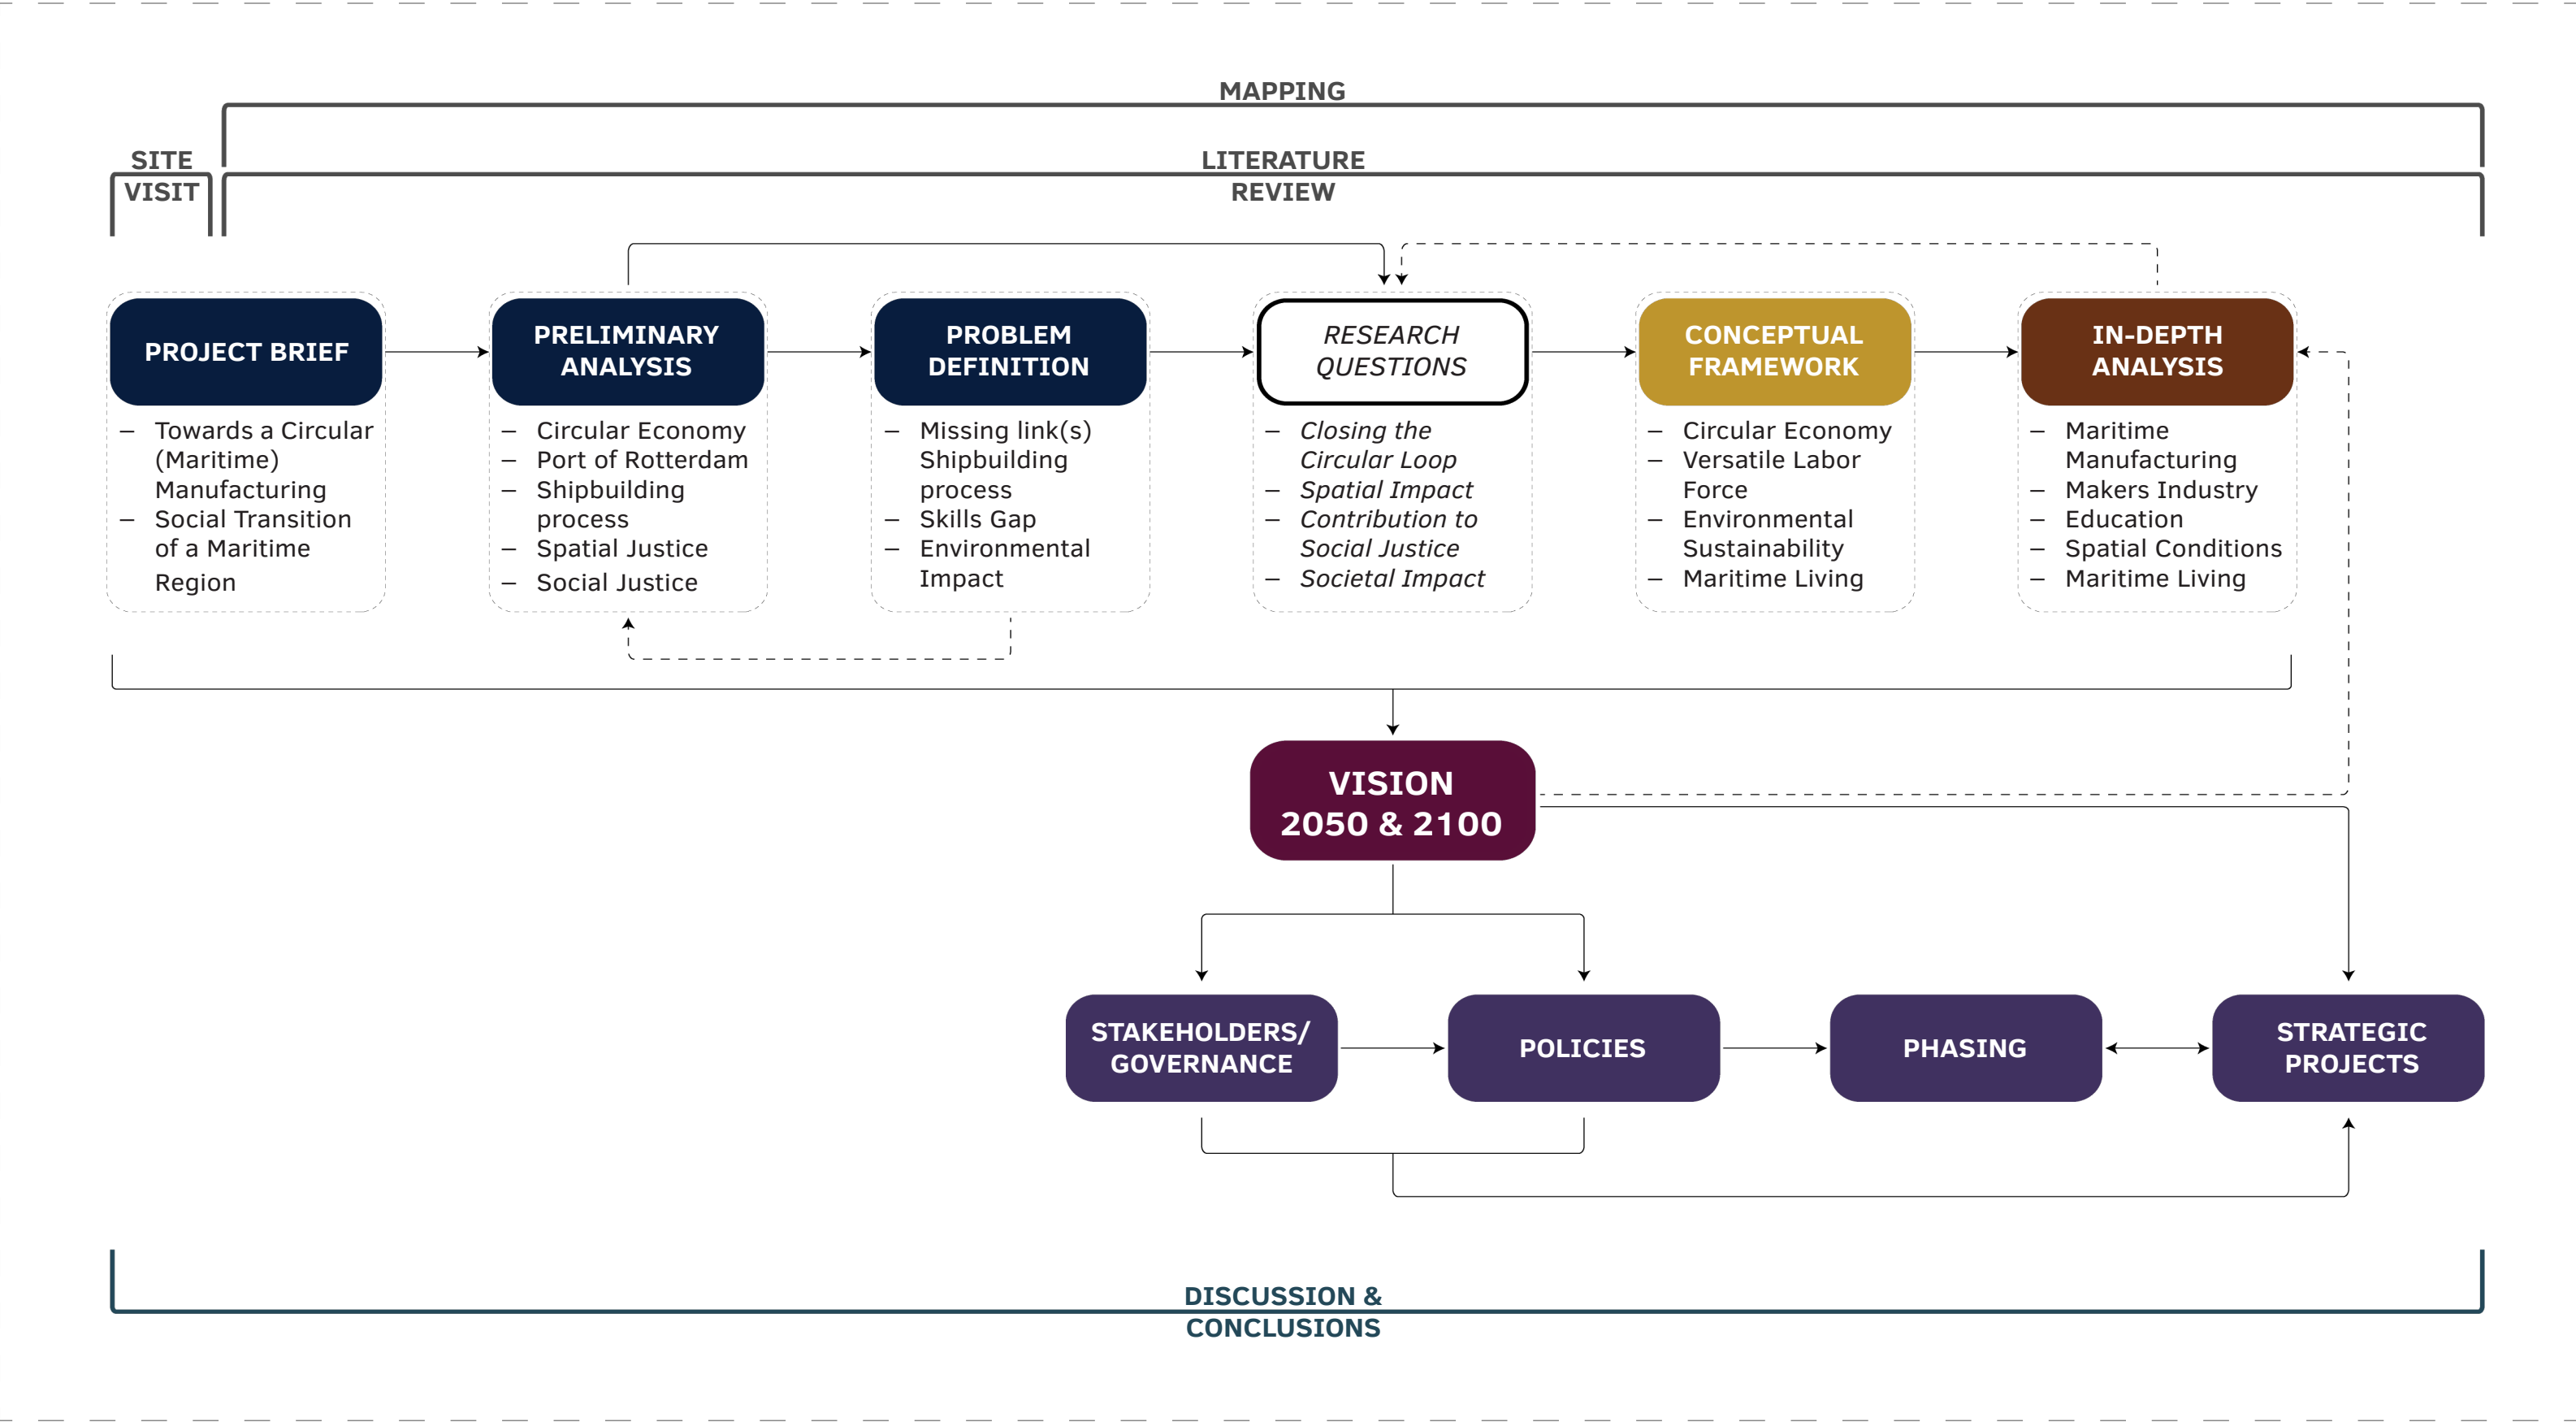 MAPPING
SITE
VISIT
LITERATURE
REVIEW
PROJECT BRIEF
– Towards a Circular
(Maritime)
Manufacturing
– Social Transition
of a Maritime
Region
PRELIMINARY
ANALYSIS
– Circular Economy
– Port of Rotterdam
– Shipbuilding
process
– Spatial Justice
– Social Justice
PROBLEM
DEFINITION
– Missing link(s)
Shipbuilding
process
– Skills Gap
– Environmental
Impact
RESEARCH
QUESTIONS
– Closing the
Circular Loop
– Spatial Impact
– Contribution to
Social Justice
– Societal Impact
CONCEPTUAL
FRAMEWORK
– Circular Economy
– Versatile Labor
Force
– Environmental
Sustainability
– Maritime Living
IN-DEPTH
ANALYSIS
– Maritime
Manufacturing
– Makers Industry
– Education
– Spatial Conditions
– Maritime Living
VISION
2050 & 2100
STAKEHOLDERS/
GOVERNANCE
POLICIES
PHASING
STRATEGIC
PROJECTS
DISCUSSION &
CONCLUSIONS